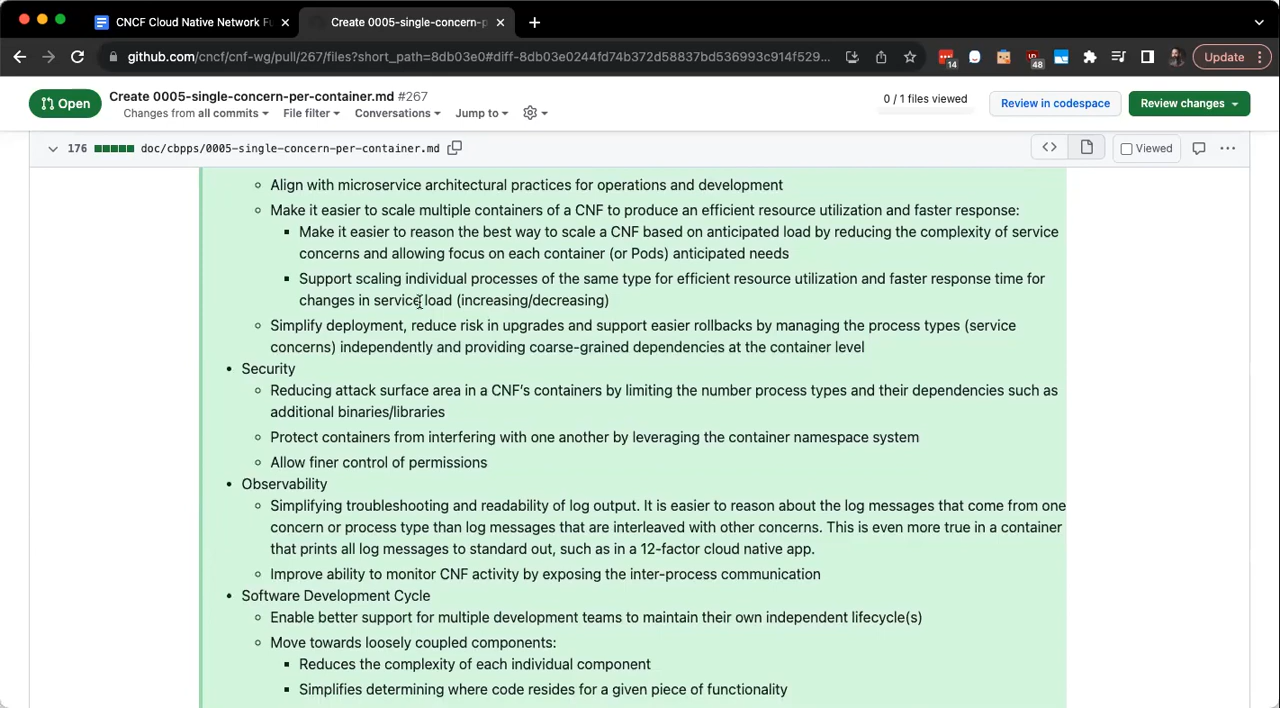 CNCF Cloud Native Network Fu
Create 0005-single-concern-p
github.com/cncf/cnf-wg/pull/267/files?short_path=8db03e0#diff-8db03e0244fd74b372d58837bd536993c914f529...
14
48
Update
Open
Create 0005-single-concern-per-container.md #267
Changes from all commits
File filter
Conversations
Jump to
0 / 1 files viewed
Review in codespace
Review changes
176
doc/cbpps/0005-single-concern-per-container.md
Viewed
Align with microservice architectural practices for operations and development
Make it easier to scale multiple containers of a CNF to produce an efficient resource utilization and faster response:
Make it easier to reason the best way to scale a CNF based on anticipated load by reducing the complexity of service
concerns and allowing focus on each container (or Pods) anticipated needs
Support scaling individual processes of the same type for efficient resource utilization and faster response time for
changes in service load (increasing/decreasing)
Simplify deployment, reduce risk in upgrades and support easier rollbacks by managing the process types (service
concerns) independently and providing coarse-grained dependencies at the container level
Security
Reducing attack surface area in a CNF's containers by limiting the number process types and their dependencies such as
additional binaries/libraries
Protect containers from interfering with one another by leveraging the container namespace system
Allow finer control of permissions
Observability
Simplifying troubleshooting and readability of log output. It is easier to reason about the log messages that come from one
concern or process type than log messages that are interleaved with other concerns. This is even more true in a container
that prints all log messages to standard out, such as in a 12-factor cloud native app.
Improve ability to monitor CNF activity by exposing the inter-process communication
Software Development Cycle
Enable better support for multiple development teams to maintain their own independent lifecycle(s)
Move towards loosely coupled components:
Reduces the complexity of each individual component
Simplifies determining where code resides for a given piece of functionality